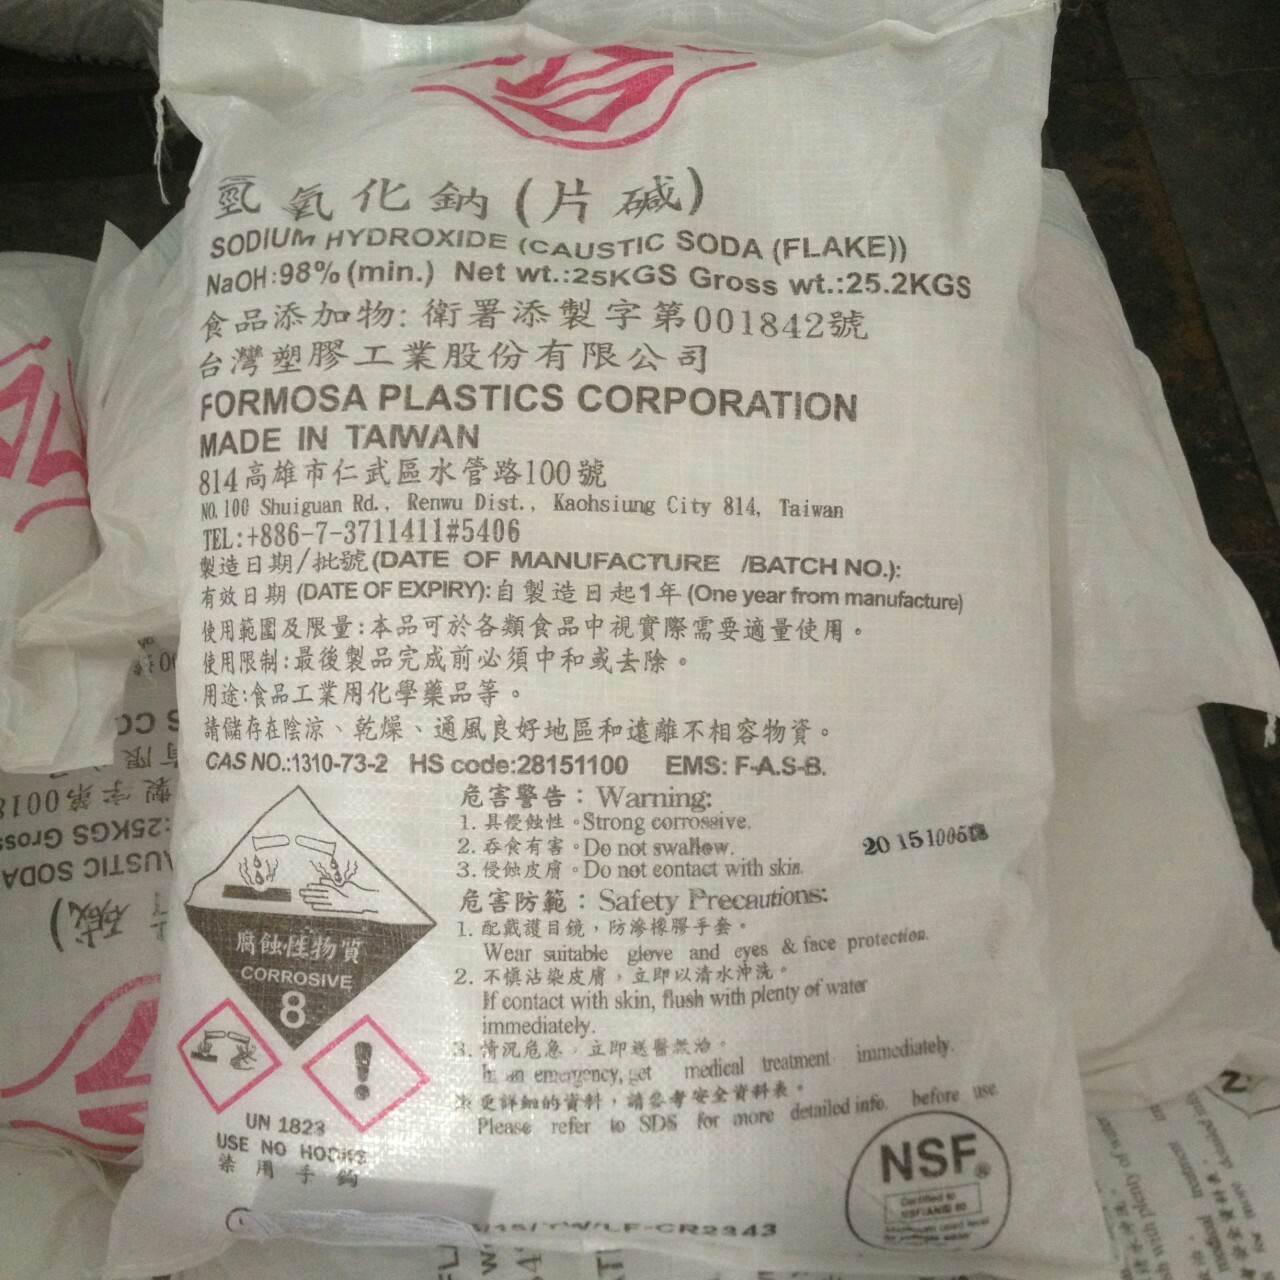 氫氧化鈉(片碱)
SODIUM HYDROXIDE (CAUSTIC SODA (FLAKE))
NaOH:98% (min.) Net wt.:25KGS Gross wt.:25.2KGS
食品添加物:衛署添製字第001842號
台灣塑膠工業股份有限公司
FORMOSA PLASTICS CORPORATION
MADE IN TAIWAN
814高雄市仁武區水管路100號
NO.100 Shuiguan Rd., Renwu Dist., Kaohsiung City 814, Taiwan
TEL:+886-7-3711411#5406
製造日期/批號(DATE OF MANUFACTURE /BATCH NO.):
有效日期 (DATE OF EXPIRY):自製造日起1年 (One year from manufacture)
使用範圍及限量:本品可於各類食品中視實際需要適量使用。
使用限制:最後製品完成前必須中和或去除。
用途:食品工業用化學藥品等。
請儲存在陰涼、乾燥、通風良好地區和遠離不相容物資。
CAS NO.:1310-73-2 HS code:28151100 EMS: F-A.S-B.
危害警告：Warning:
1. 具侵蝕性。Strong corrossive.
2. 吞食有害。Do not swallow.
3. 侵蝕皮膚。Do not contact with skin.
危害防範：Safety Precautions:
1. 配戴護目鏡，防滲橡膠手套。
Wear suitable glove and eyes & face protection.
2. 不慎沾染皮膚，立即以清水沖洗。
If contact with skin, flush with plenty of water
immediately.
3. 情況危急，立即送醫無治。
In an emergency, get medical treatment immediately.
※更詳細的資料，請參考安全資料表。
Please refer to SDS for more detailed info. before use
腐蝕性物質
CORROSIVE
8
UN 1823
USE NO HOOKS
禁用手鈎
NSF®
Certified to
NSF/ANSI 60
/15/TW/LF-CR2343